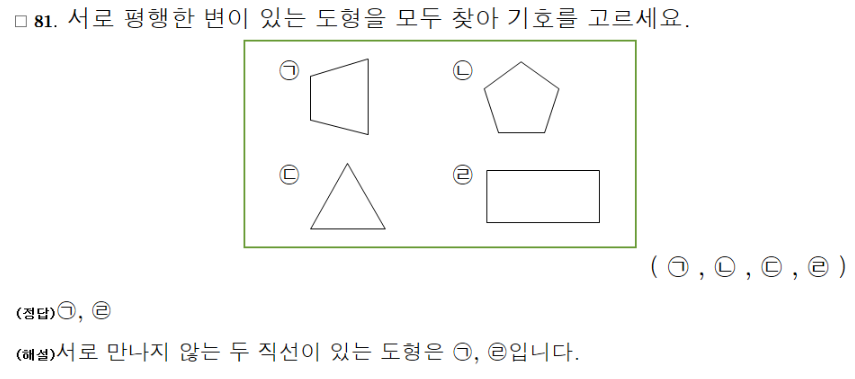 □ 81. 서로 평행한 변이 있는 도형을 모두 찾아 기호를 고르세요.
㉠ ㉡
㉢ ㉣
( ㉠ , ㉡ , ㉢ , ㉣ )
(정답)㉠, ㉣
(해설)서로 만나지 않는 두 직선이 있는 도형은 ㉠, ㉣입니다.